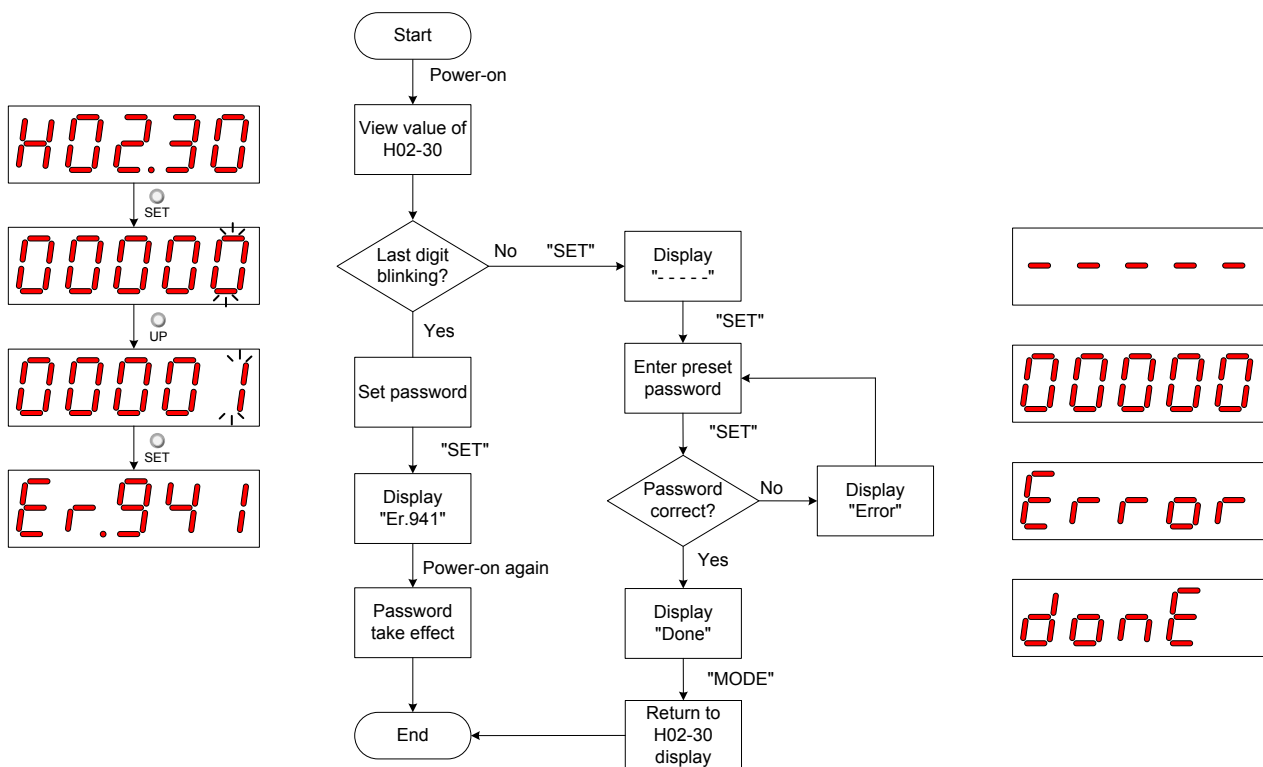 H02.30
SET
00000
UP
00001
SET
Er.941
Start
Power-on
View value of
H02-30
Last digit
blinking?
No
"SET"
Yes
Set password
"SET"
Display
"Er.941"
Power-on again
Password
take effect
End
Display
"- - - - -"
"SET"
Enter preset
password
"SET"
Password
correct?
No
Display
"Error"
Yes
Display
"Done"
"MODE"
Return to
H02-30
display
- - - - -
00000
Error
donE